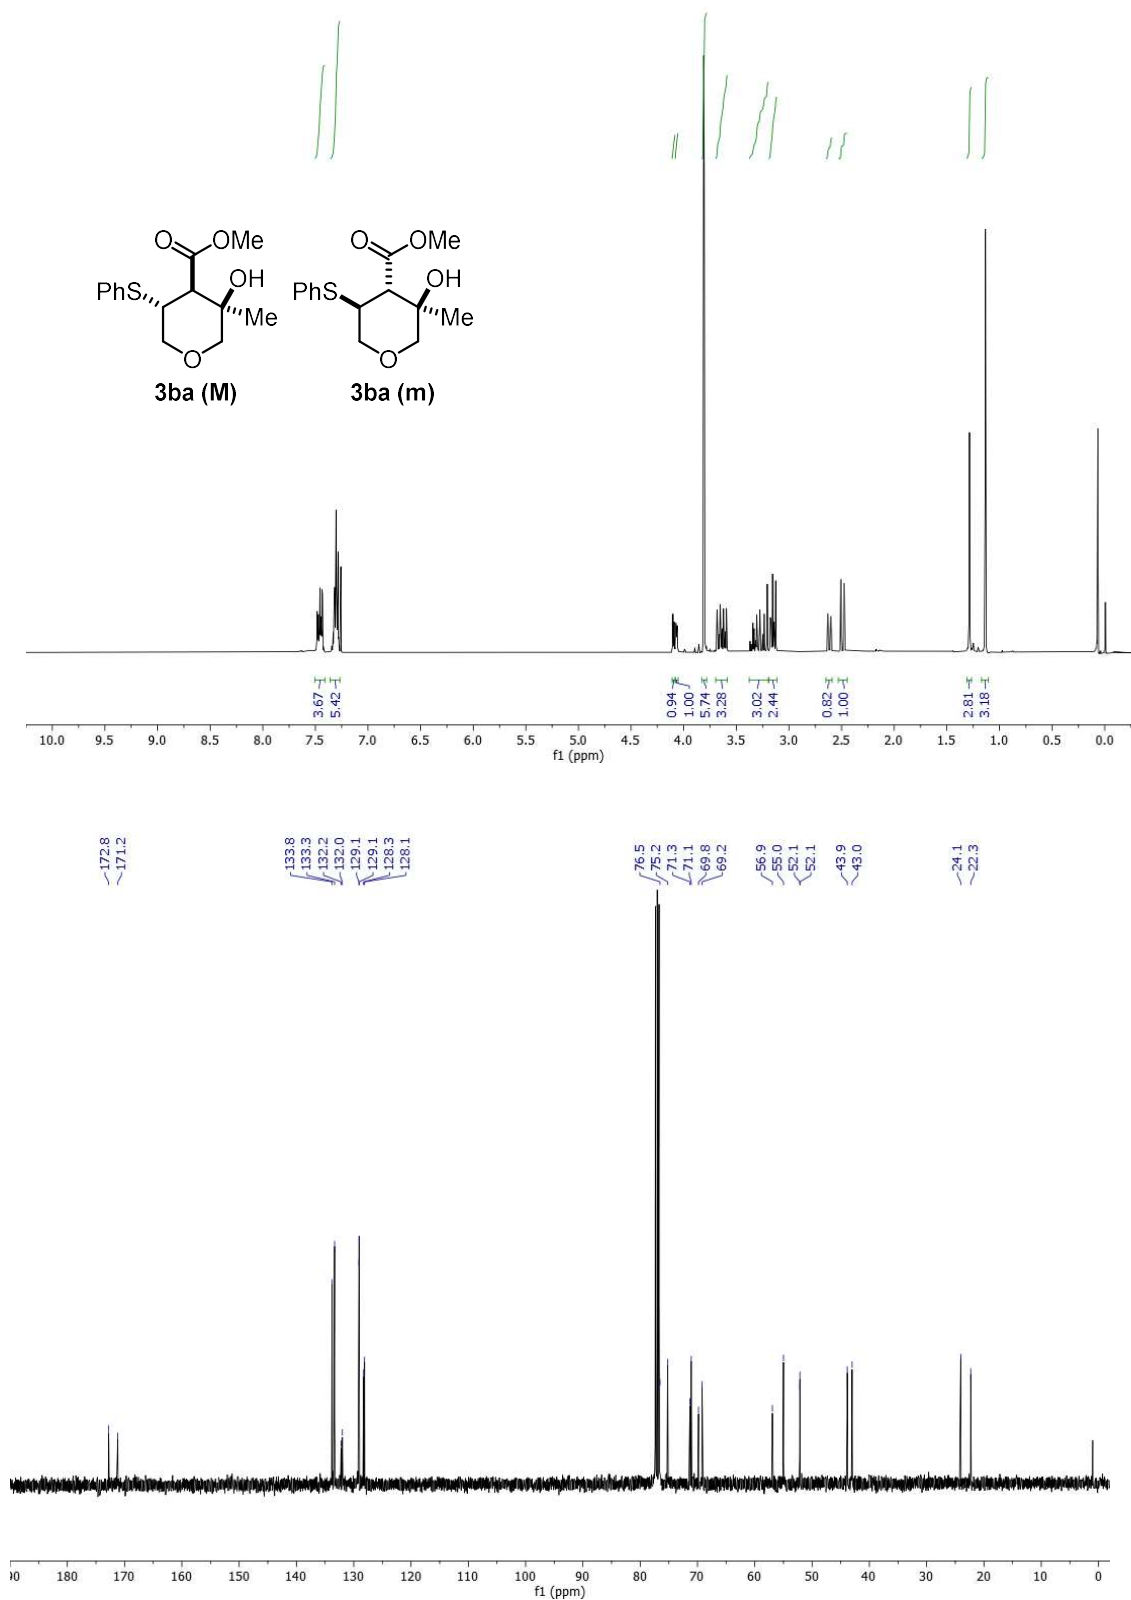 O OMe
PhS OH
Me
O
3ba (M)
O OMe
PhS OH
Me
O
3ba (m)
3.67 5.42 0.94 1.00 5.74 3.28 3.02 2.44 0.82 1.00 2.81 3.18
10.0 9.5 9.0 8.5 8.0 7.5 7.0 6.5 6.0 5.5 5.0 4.5 4.0 3.5 3.0 2.5 2.0 1.5 1.0 0.5 0.0
f1 (ppm)
172.8 171.2 133.8 133.3 132.2 132.0 129.1 129.1 128.3 128.1 76.5 75.2 71.3 71.1 69.8 69.2 56.9 55.0 52.1 52.1 43.9 43.0 24.1 22.3
180 170 160 150 140 130 120 110 100 90 80 70 60 50 40 30 20 10 0
f1 (ppm)